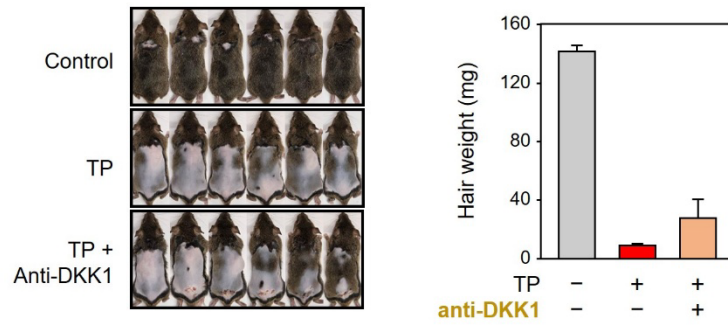 Control
TP
TP +
Anti-DKK1
Hair weight (mg)
160
120
80
40
0
TP − + +
anti-DKK1 − − +